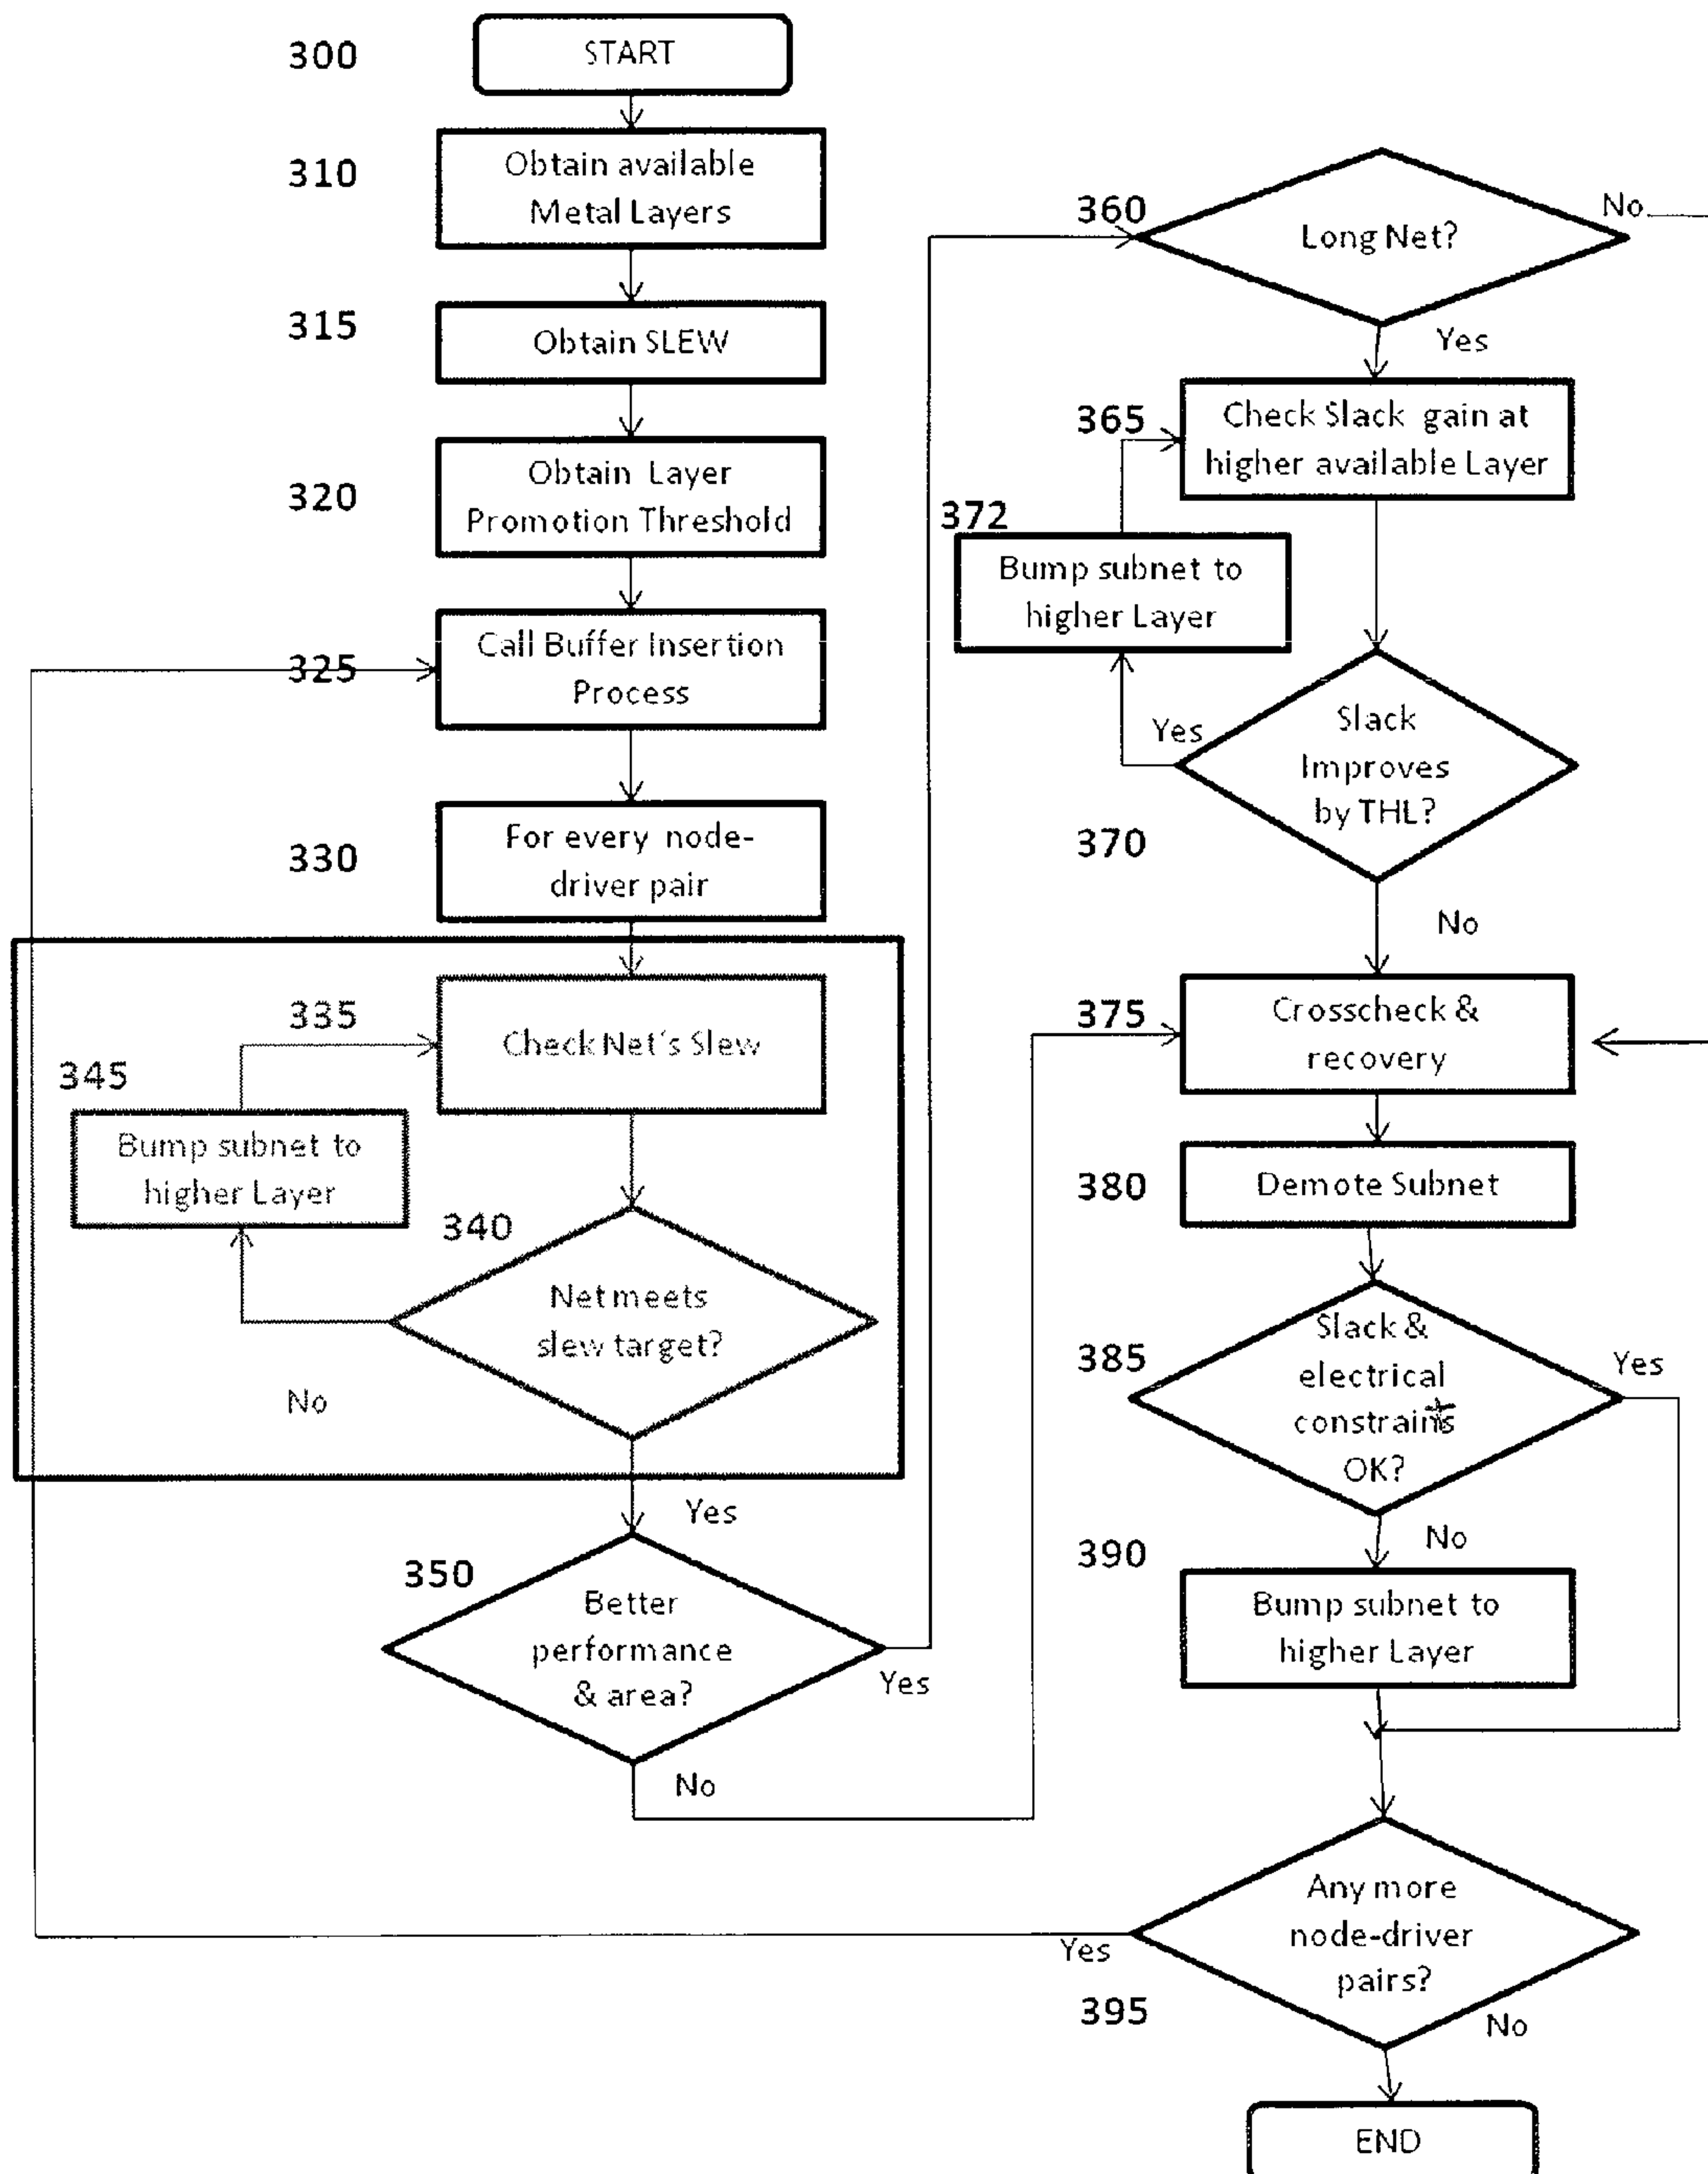 300
START
310
Obtain available
Metal Layers
315
Obtain SLEW
320
Obtain Layer
Promotion Threshold
325
Call Buffer Insertion
Process
330
For every node-
driver pair
335
Check Net's Slew
345
Bump subnet to
higher Layer
340
Net meets
slew target?
No
Yes
350
Better
performance
& area?
Yes
No
360
Long Net?
No
Yes
365
Check Slack gain at
higher available Layer
372
Bump subnet to
higher Layer
Yes
Slack
Improves
by THL?
370
No
375
Crosscheck &
recovery
380
Demote Subnet
385
Slack &
electrical
constrains
OK?
Yes
No
390
Bump subnet to
higher Layer
Any more
node-driver
pairs?
Yes
395
No
END